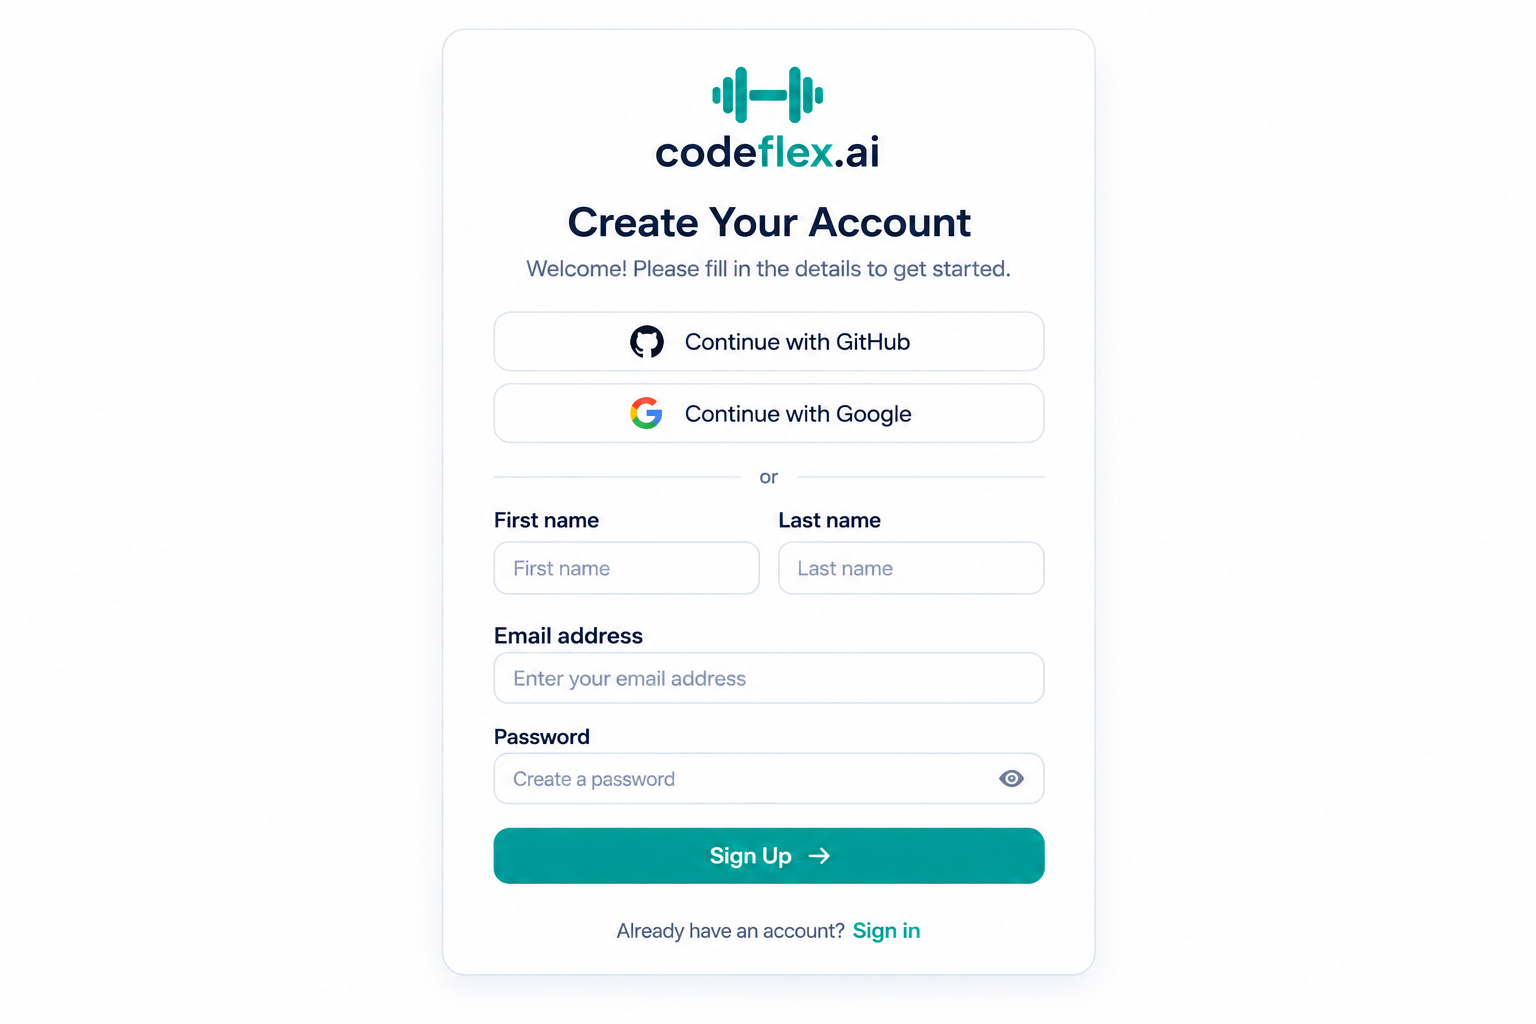 codeflex.ai
Create Your Account
Welcome! Please fill in the details to get started.
Continue with GitHub
Continue with Google
or
First name Last name
First name Last name
Email address
Enter your email address
Password
Create a password
Sign Up →
Already have an account? Sign in